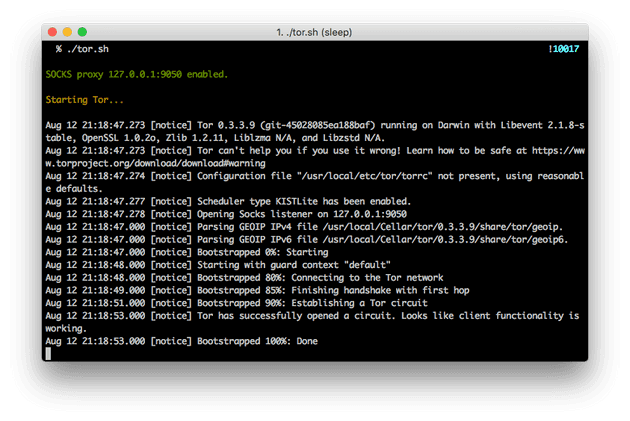 1. ./tor.sh (sleep)
% ./tor.sh !10017
SOCKS proxy 127.0.0.1:9050 enabled.
Starting Tor...
Aug 12 21:18:47.273 [notice] Tor 0.3.3.9 (git-45028085ea188baf) running on Darwin with Libevent 2.1.8-s
table, OpenSSL 1.0.2o, Zlib 1.2.11, Liblzma N/A, and Libzstd N/A.
Aug 12 21:18:47.273 [notice] Tor can't help you if you use it wrong! Learn how to be safe at https://ww
w.torproject.org/download/download#warning
Aug 12 21:18:47.274 [notice] Configuration file "/usr/local/etc/tor/torrc" not present, using reasonabl
e defaults.
Aug 12 21:18:47.277 [notice] Scheduler type KISTLite has been enabled.
Aug 12 21:18:47.278 [notice] Opening Socks listener on 127.0.0.1:9050
Aug 12 21:18:47.000 [notice] Parsing GEOIP IPv4 file /usr/local/Cellar/tor/0.3.3.9/share/tor/geoip.
Aug 12 21:18:47.000 [notice] Parsing GEOIP IPv6 file /usr/local/Cellar/tor/0.3.3.9/share/tor/geoip6.
Aug 12 21:18:47.000 [notice] Bootstrapped 0%: Starting
Aug 12 21:18:48.000 [notice] Starting with guard context "default"
Aug 12 21:18:48.000 [notice] Bootstrapped 80%: Connecting to the Tor network
Aug 12 21:18:49.000 [notice] Bootstrapped 85%: Finishing handshake with first hop
Aug 12 21:18:51.000 [notice] Bootstrapped 90%: Establishing a Tor circuit
Aug 12 21:18:53.000 [notice] Tor has successfully opened a circuit. Looks like client functionality is
working.
Aug 12 21:18:53.000 [notice] Bootstrapped 100%: Done